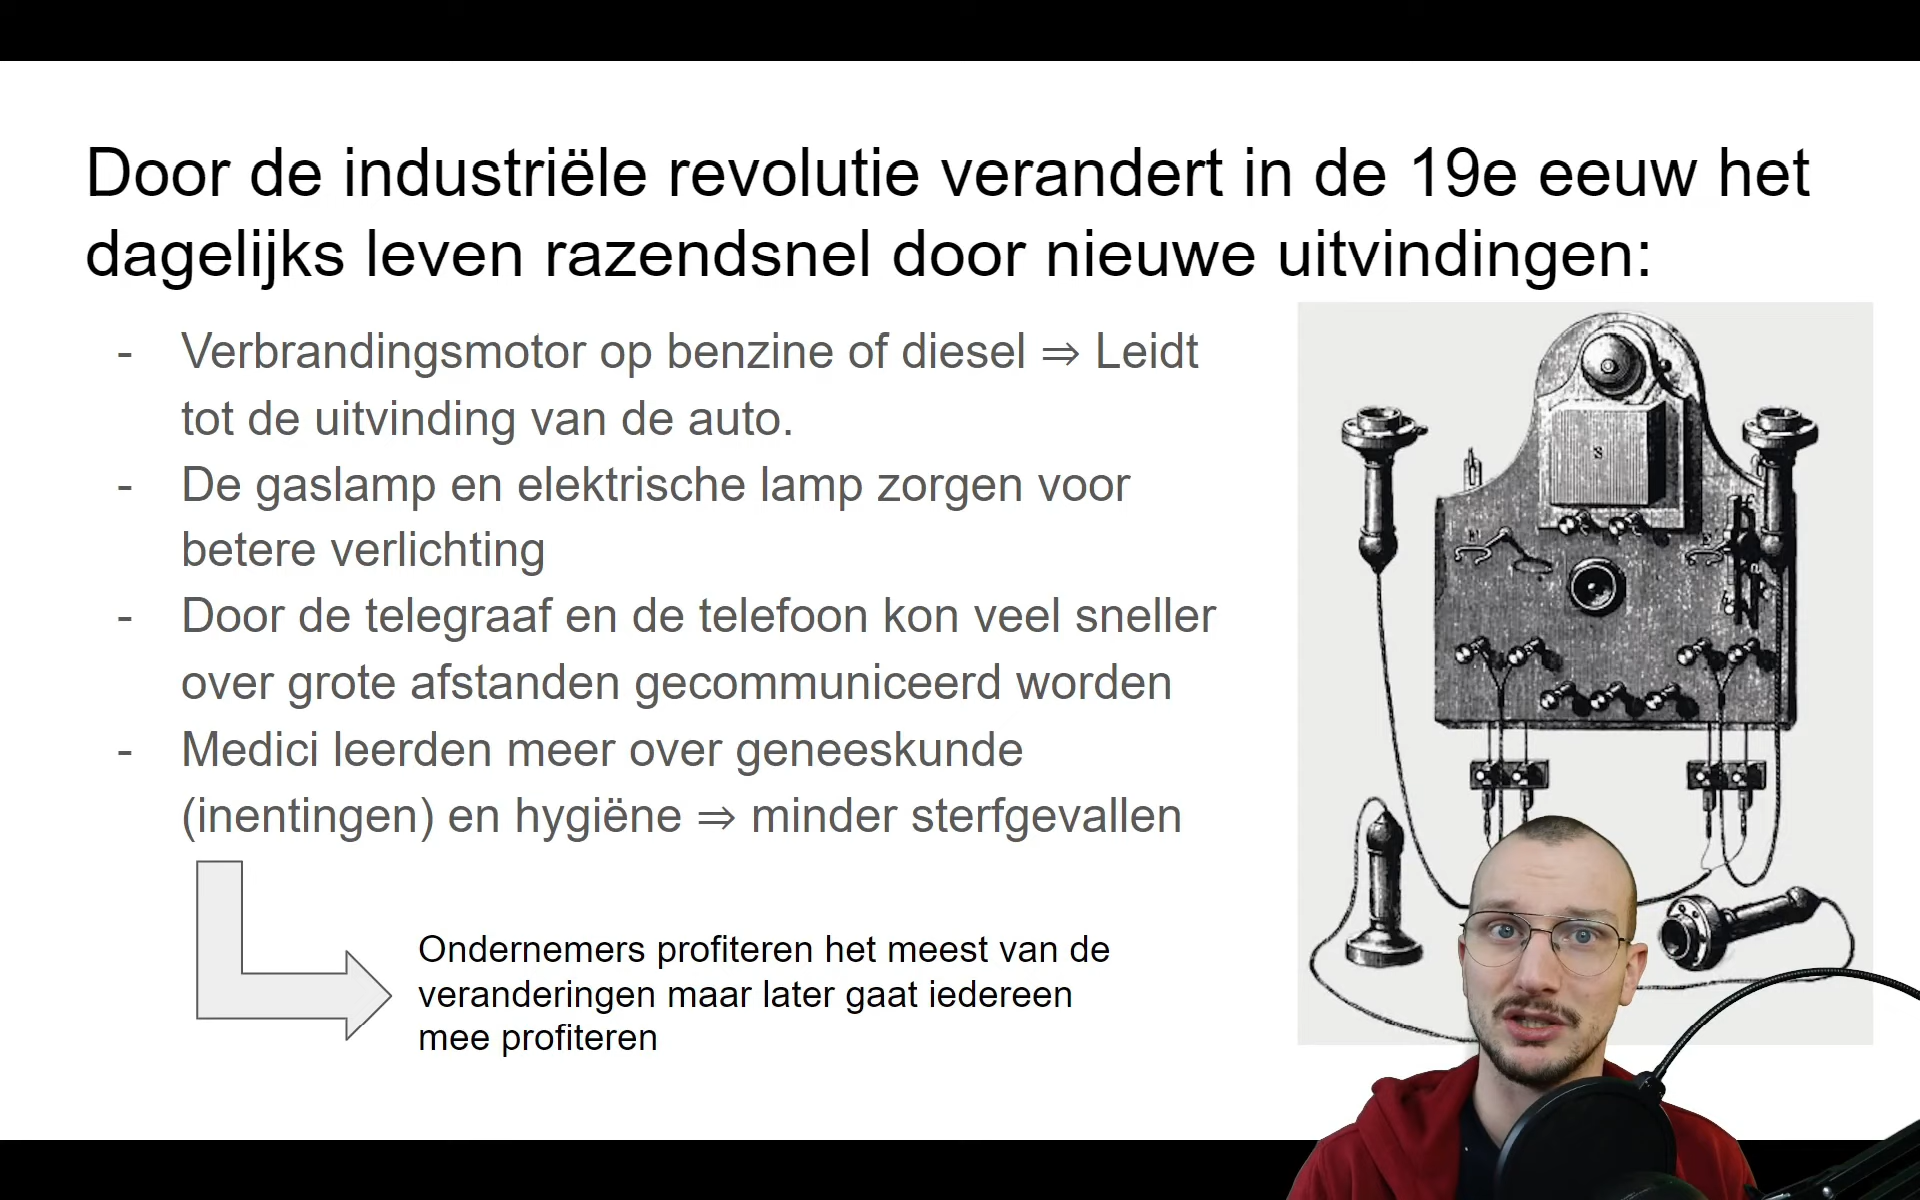 Door de industriële revolutie verandert in de 19e eeuw het
dagelijks leven razendsnel door nieuwe uitvindingen:
- Verbrandingsmotor op benzine of diesel ⇒ Leidt
tot de uitvinding van de auto.
- De gaslamp en elektrische lamp zorgen voor
betere verlichting
- Door de telegraaf en de telefoon kon veel sneller
over grote afstanden gecommuniceerd worden
- Medici leerden meer over geneeskunde
(inentingen) en hygiëne ⇒ minder sterfgevallen
Ondernemers profiteren het meest van de
veranderingen maar later gaat iedereen
mee profiteren
S